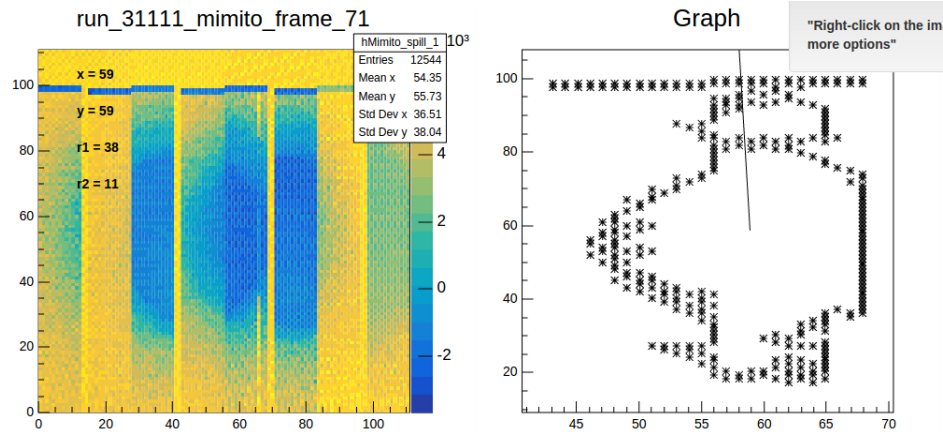 run_31111_mimito_frame_71
hMimito_spill_1
Entries 12544
Mean x 54.35
Mean y 55.73
Std Dev x 36.51
Std Dev y 38.04
10³
x = 59
y = 59
r1 = 38
r2 = 11
100
80
60
40
20
0
0 20 40 60 80 100
4
2
0
-2
Graph
"Right-click on the
more options"
100
80
60
40
20
45 50 55 60 65 70